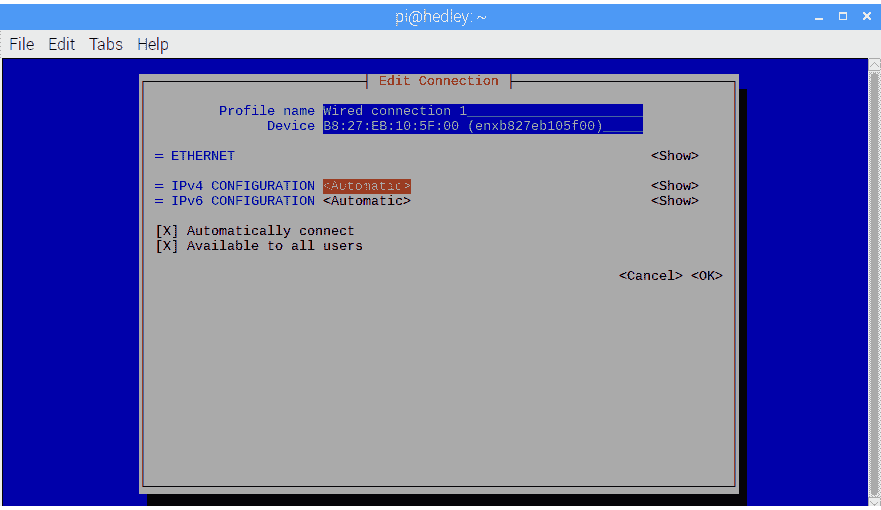 pi@hedley: ~
File Edit Tabs Help
Edit Connection
Profile name Wired connection 1
Device B8:27:EB:10:5F:00 (enxb827eb105f00)
= ETHERNET <Show>
= IPv4 CONFIGURATION <Automatic> <Show>
= IPv6 CONFIGURATION <Automatic> <Show>
[X] Automatically connect
[X] Available to all users
<Cancel> <OK>